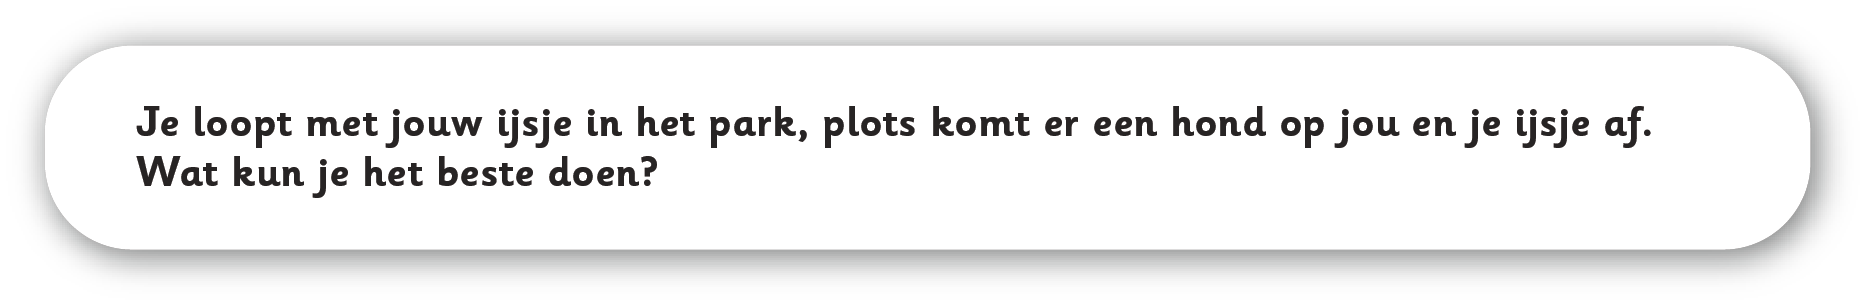 Je loopt met jouw ijsje in het park, plots komt er een hond op jou en je ijsje af.
Wat kun je het beste doen?